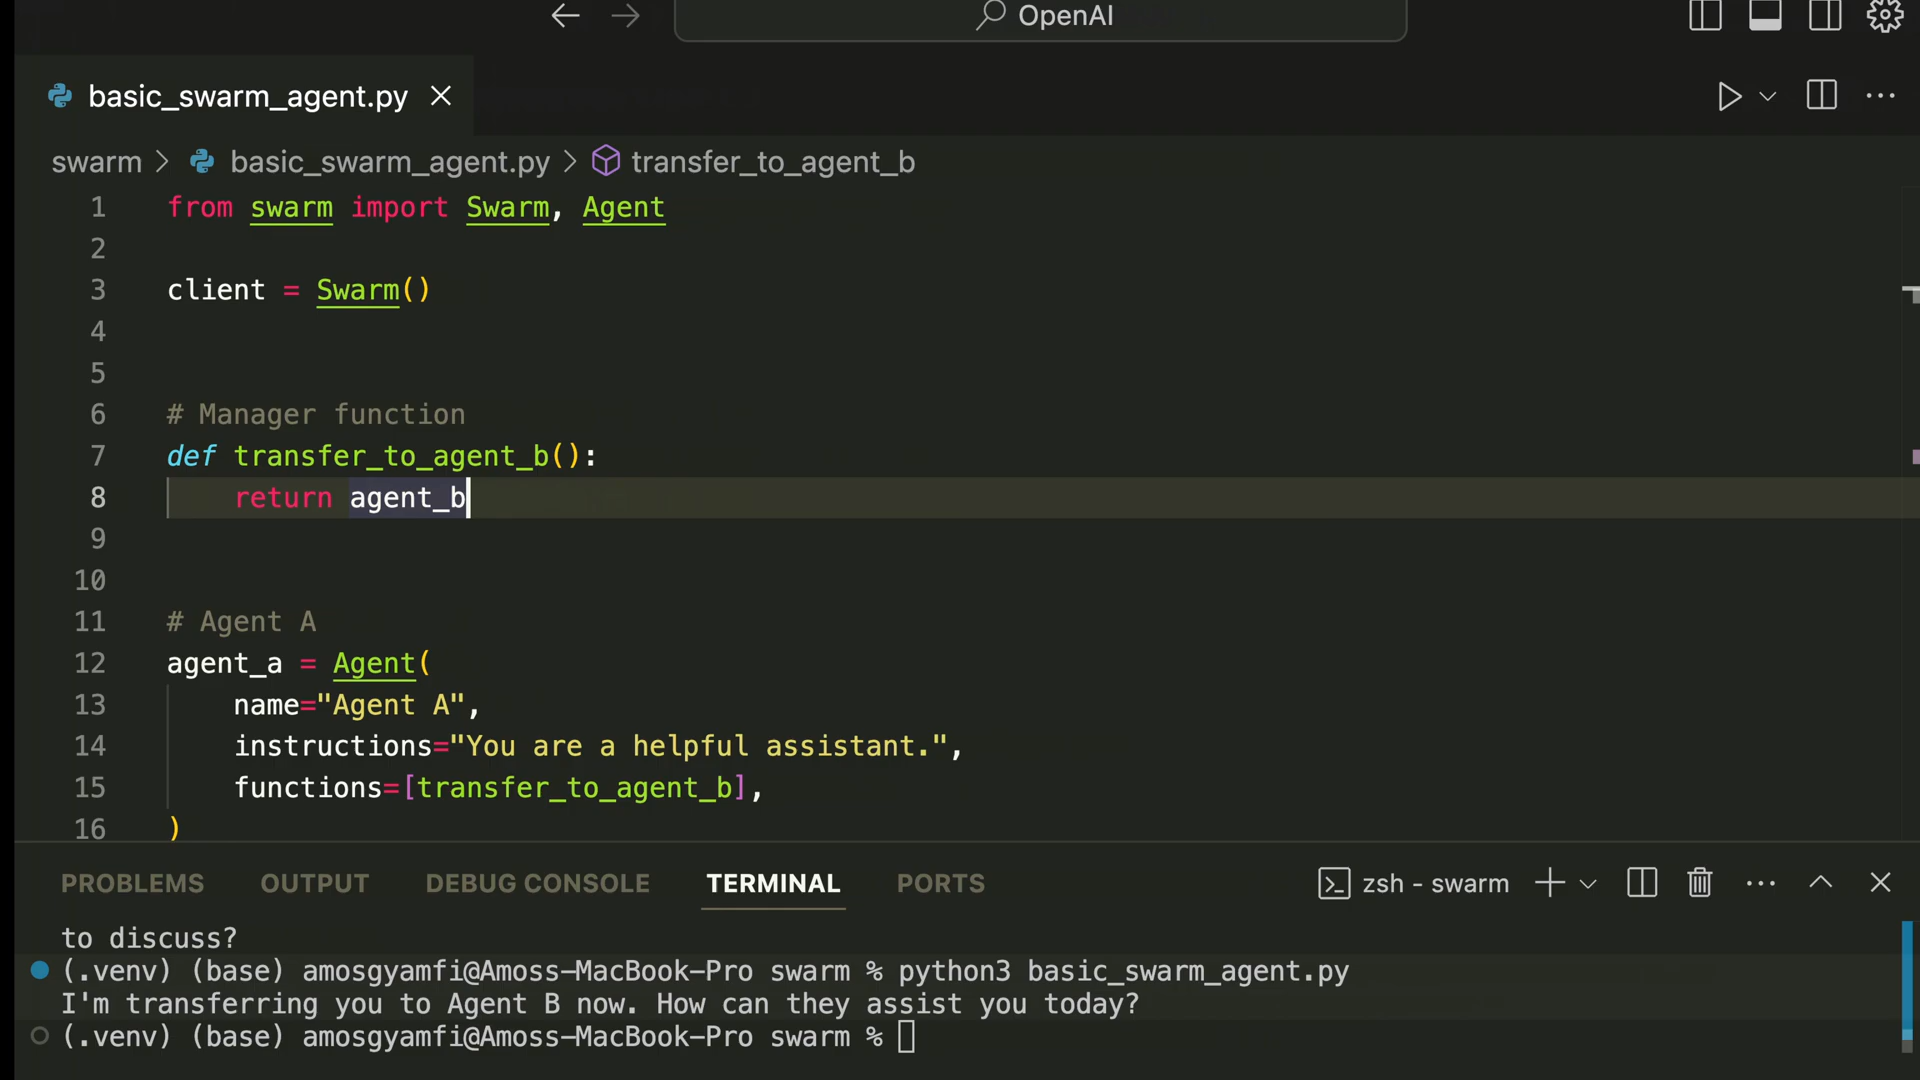 OpenAI
basic_swarm_agent.py
swarm > basic_swarm_agent.py > transfer_to_agent_b
1 from swarm import Swarm, Agent
2
3 client = Swarm()
4
5
6 # Manager function
7 def transfer_to_agent_b():
8     return agent_b
9
10
11 # Agent A
12 agent_a = Agent(
13     name="Agent A",
14     instructions="You are a helpful assistant.",
15     functions=[transfer_to_agent_b],
16 )
PROBLEMS OUTPUT DEBUG CONSOLE TERMINAL PORTS zsh - swarm
to discuss?
(.venv) (base) amosgyamfi@Amoss-MacBook-Pro swarm % python3 basic_swarm_agent.py
I'm transferring you to Agent B now. How can they assist you today?
(.venv) (base) amosgyamfi@Amoss-MacBook-Pro swarm %